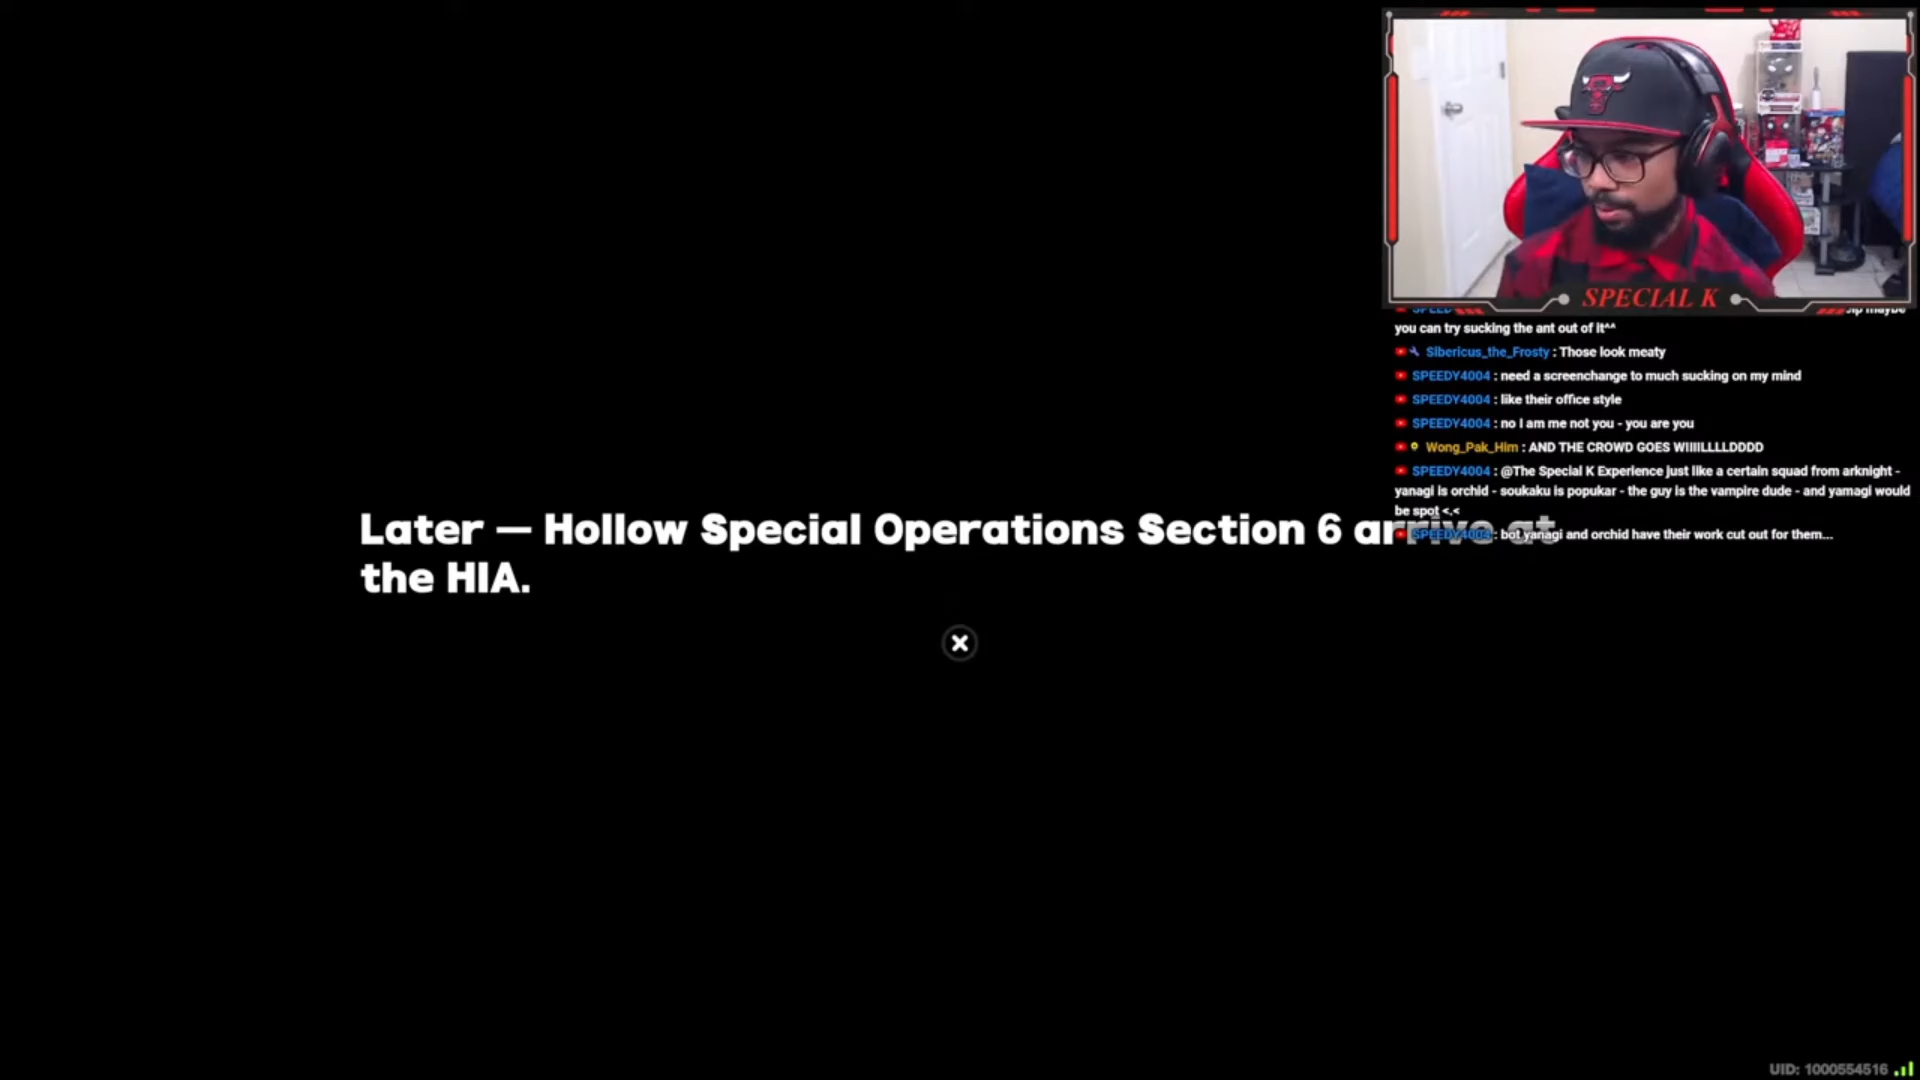 SPECIAL K
you can try sucking the ant out of it^^
Sibericus_the_Frosty : Those look meaty
SPEEDY4004 : need a screenchange to much sucking on my mind
SPEEDY4004 : like their office style
SPEEDY4004 : no I am me not you - you are you
Wong_Pak_Him : AND THE CROWD GOES WIIIILLLLDDDD
SPEEDY4004 : @The Special K Experience just like a certain squad from arknight -
yanagi is orchid - soukaku is popukar - the guy is the vampire dude - and yamagi would
be spot <.<
SPEEDY4004 : bot yanagi and orchid have their work cut out for them...
Later — Hollow Special Operations Section 6 arrive at
the HIA.
UID: 1000554516